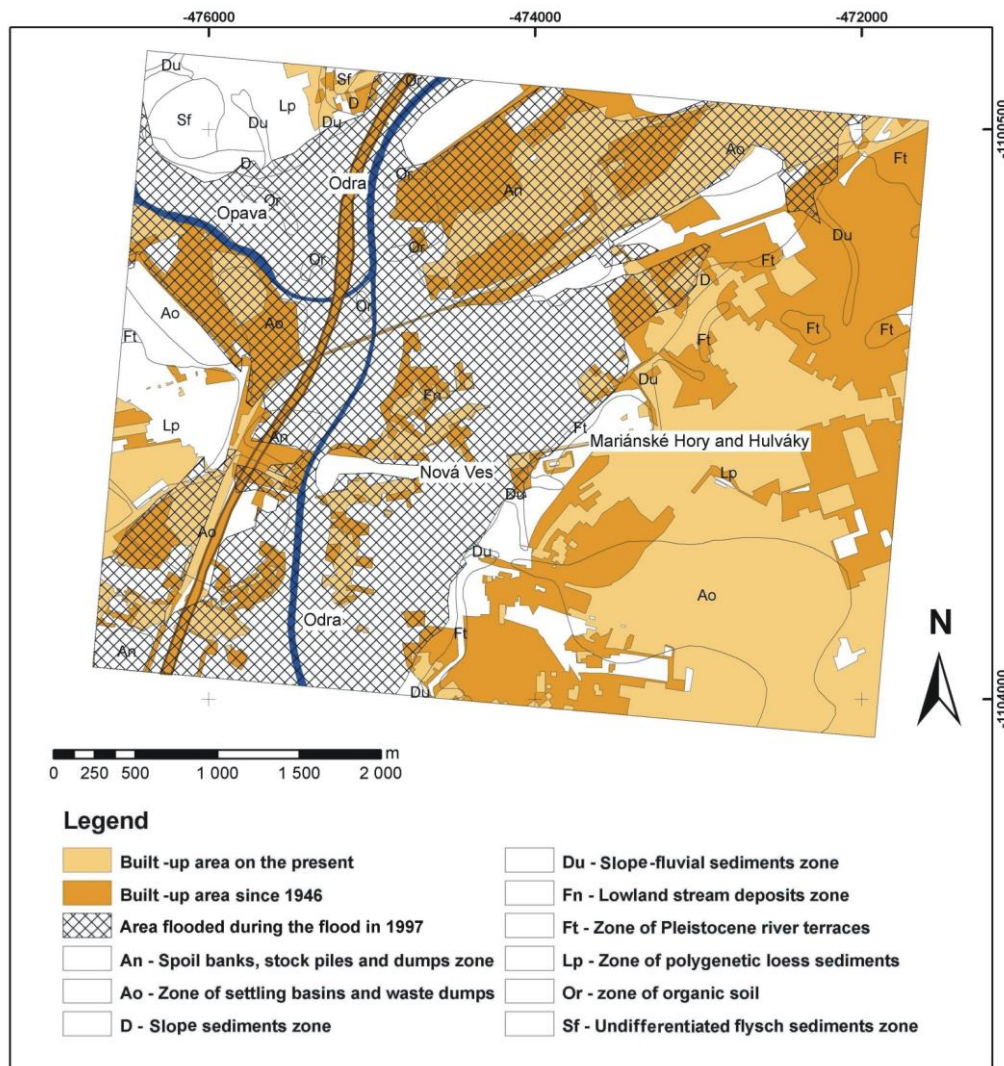 -476000
-474000
-472000
Du
Sf
Or
D
Lp
Du
Sf
Du
D
-1100500
Ft
Ao
Odra
Or
An
Or
Opava
Du
Or
Or
Ft
D
Or
Ao
Ft
Ft
Ao
Ft
Ft
Du
Fn
Lp
An
Ft
Mariánské Hory and Hulváky
Nová Ves
Lp
Du
Ao
Du
Ao
Odra
Ft
An
Du
N
-1104000
m
0 250 500 1 000 1 500 2 000
Legend
Built -up area on the present
Built -up area since 1946
Area flooded during the flood in 1997
An - Spoil banks, stock piles and dumps zone
Ao - Zone of settling basins and waste dumps
D - Slope sediments zone
Du - Slope-fluvial sediments zone
Fn - Lowland stream deposits zone
Ft - Zone of Pleistocene river terraces
Lp - Zone of polygenetic loess sediments
Or - zone of organic soil
Sf - Undifferentiated flysch sediments zone